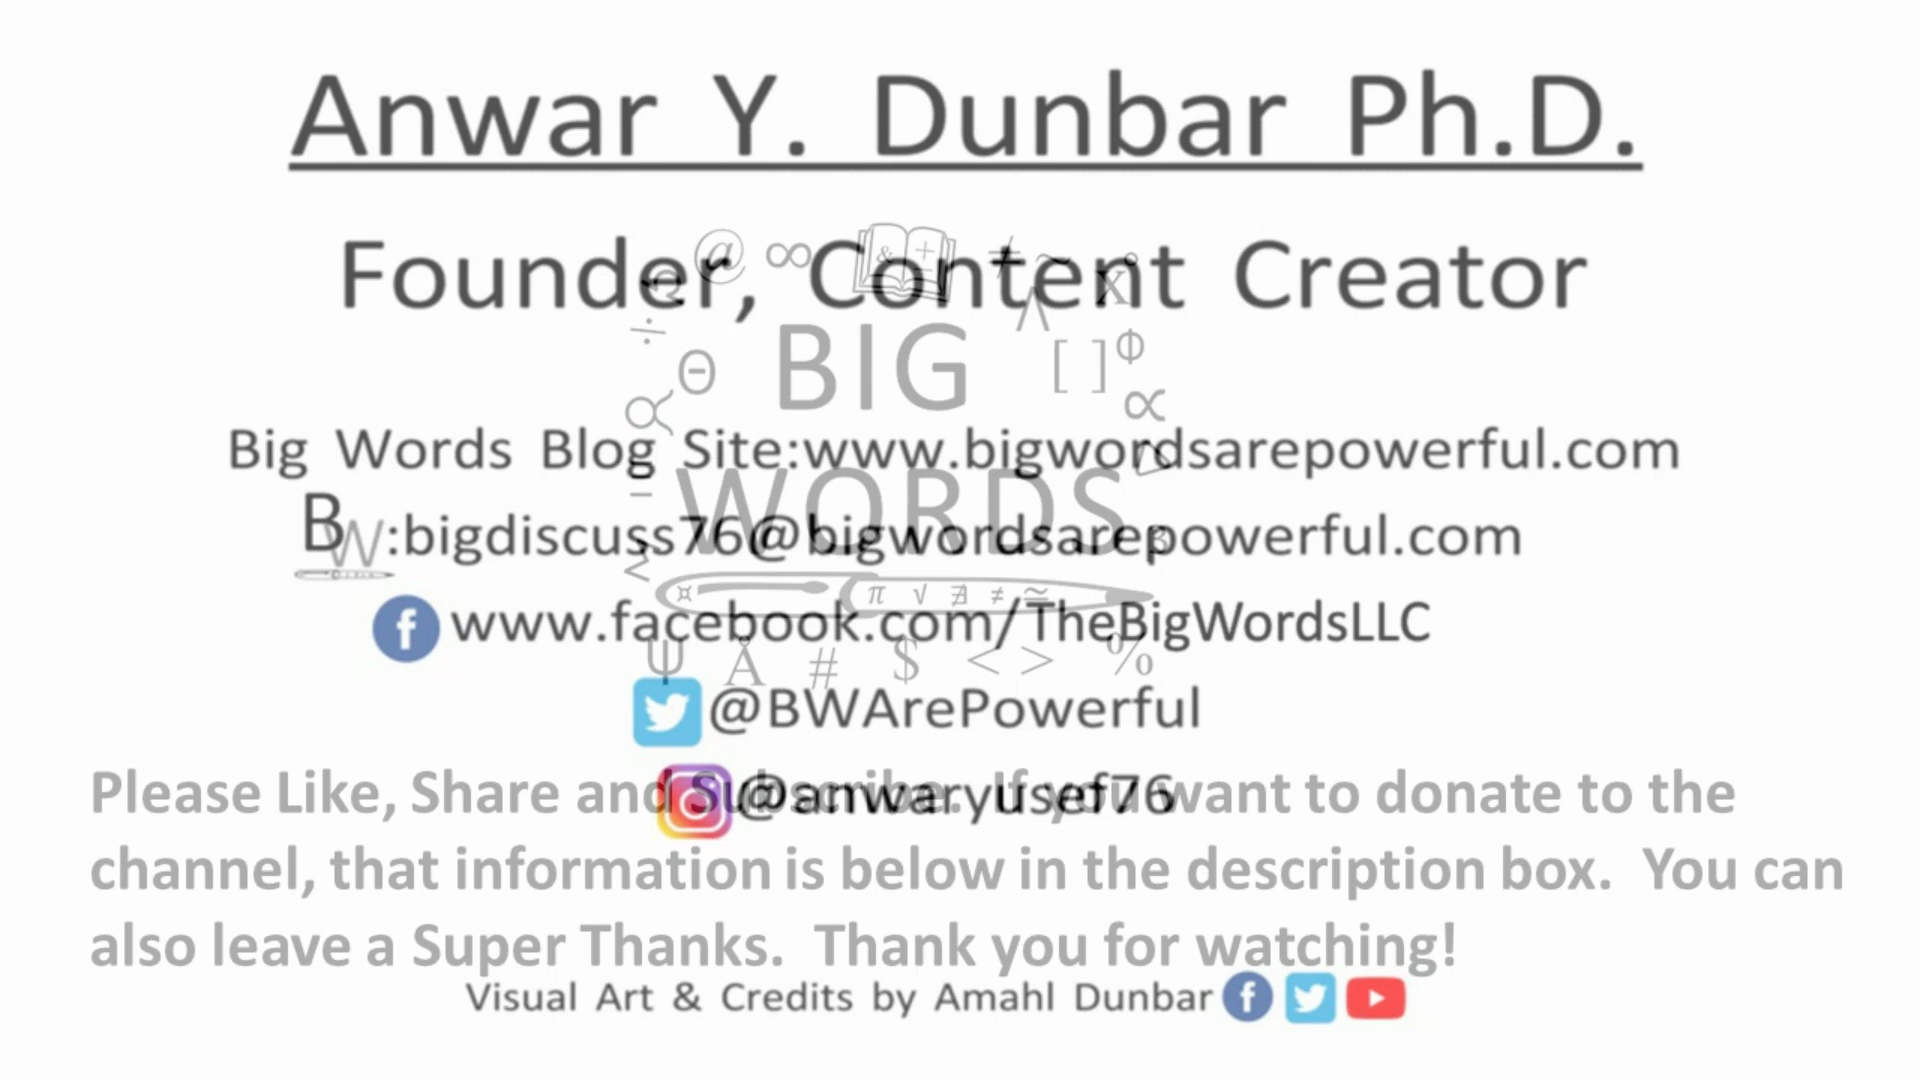 Anwar Y. Dunbar Ph.D.
Founder, Content Creator
@ ∞ & + ≠ ~ X°
÷ Θ BIG Λ [ ] Φ
∝ ∝
Big Words Blog Site:www.bigwordsarepowerful.com
WORDS
BW:bigdiscuss76@bigwordsarepowerful.com
¤ π √ ∄ ≠ ≅
www.facebook.com/TheBigWordsLLC
Ψ Å # $ < > %
@BWArePowerful
@anwaryusef76
Please Like, Share and Subscribe. If you want to donate to the
channel, that information is below in the description box. You can
also leave a Super Thanks. Thank you for watching!
Visual Art & Credits by Amahl Dunbar